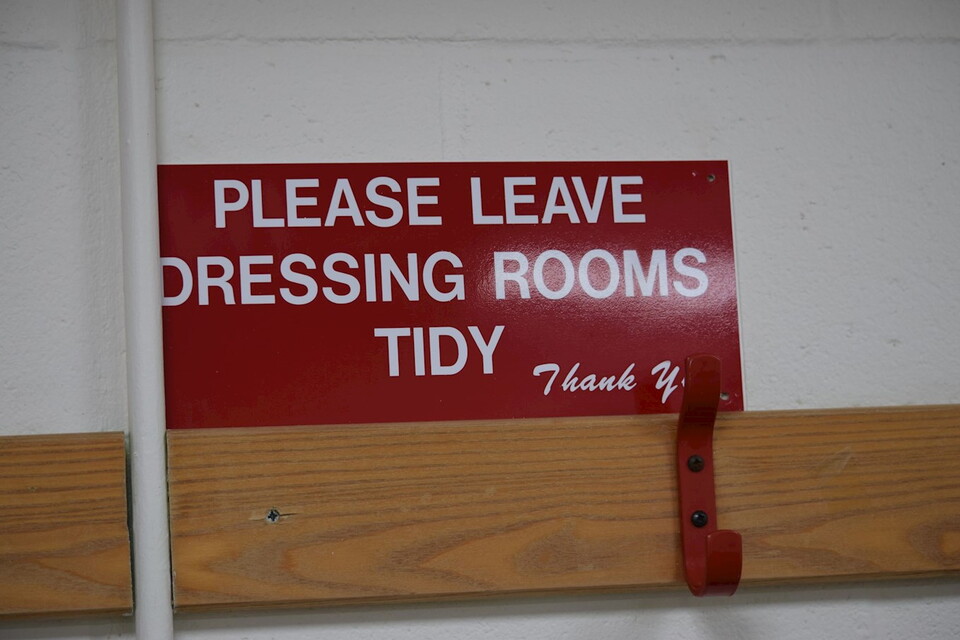 PLEASE LEAVE
DRESSING ROOMS
TIDY
Thank Y